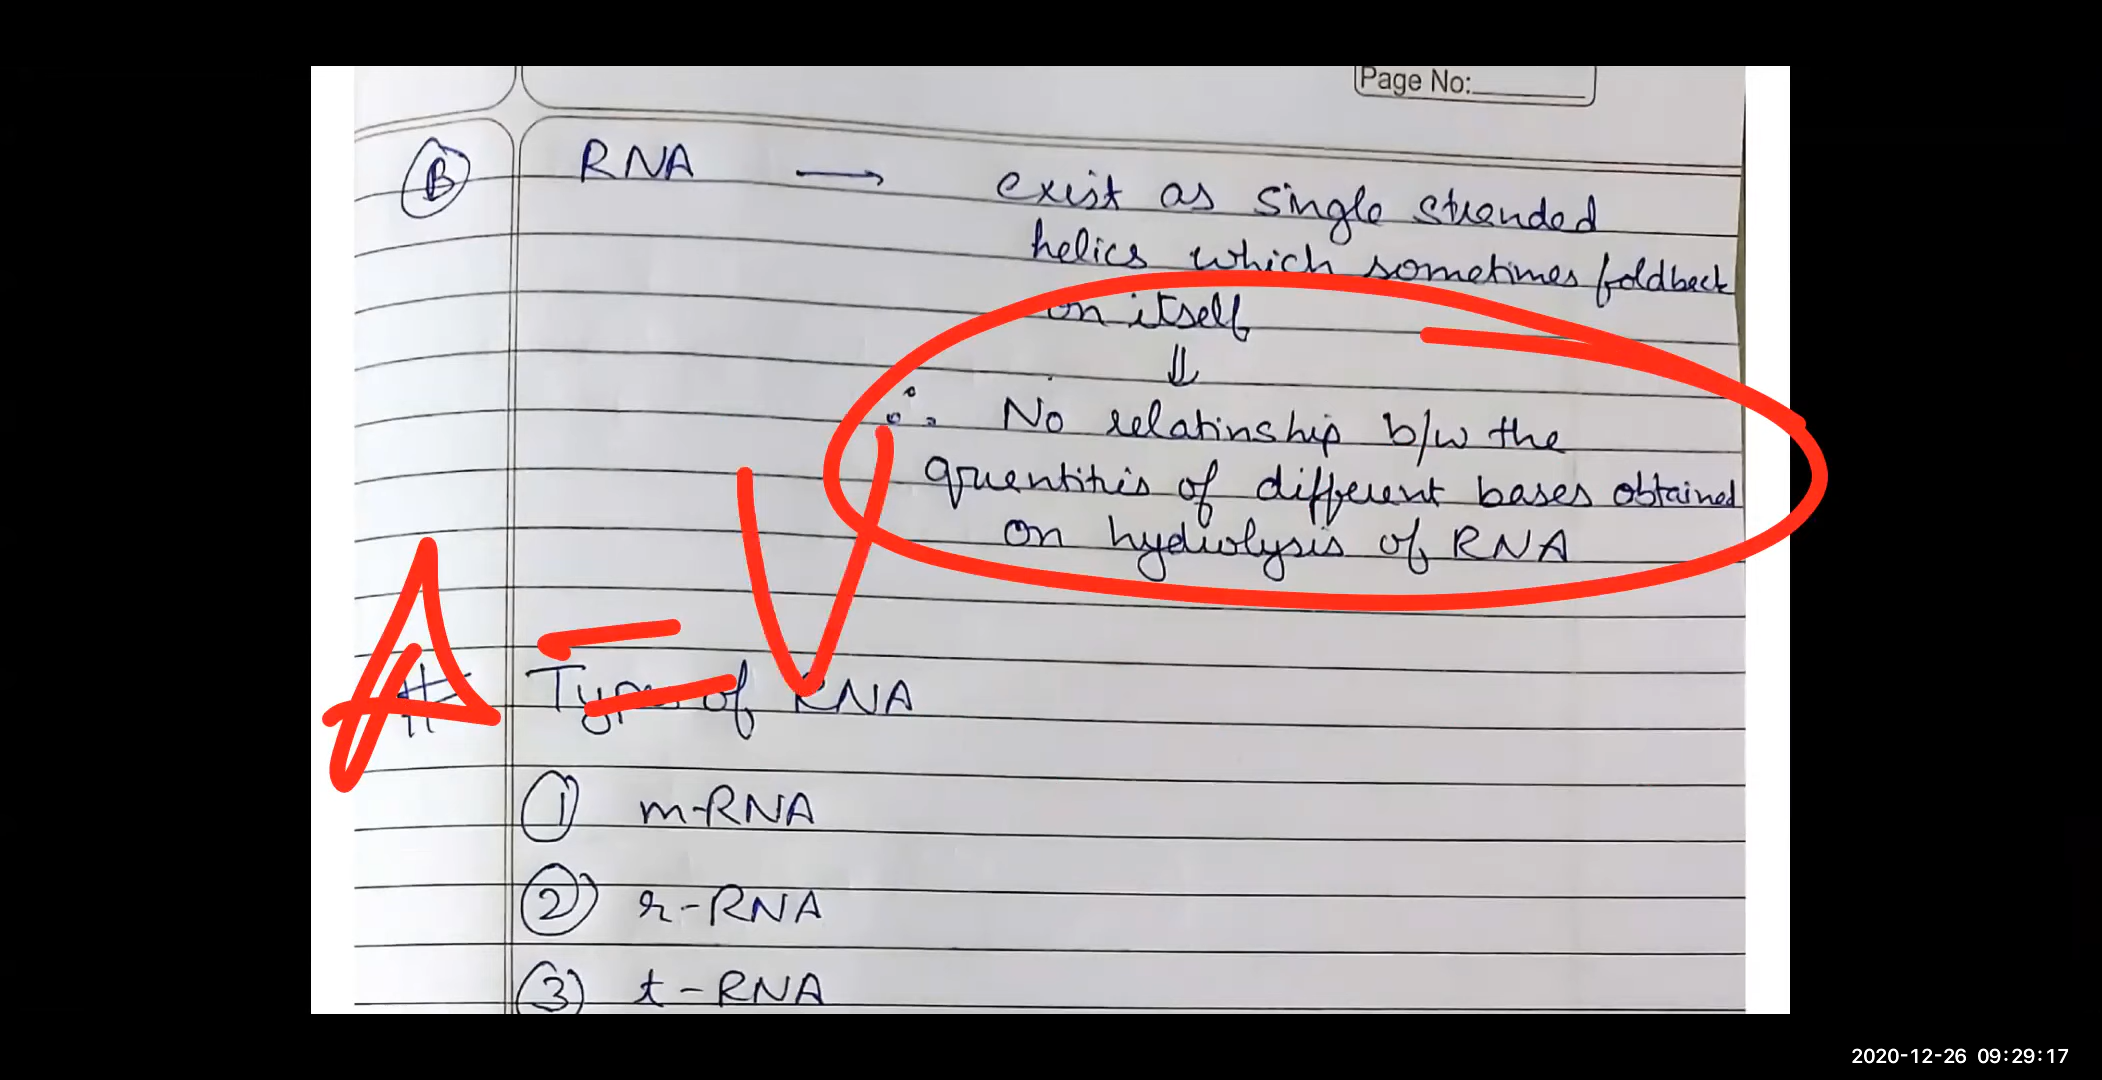 Page No:
B RNA → exist as single stranded
helics which sometimes foldback
on itself
⇓
∴ No relatinship b/w the
quentitis of different bases obtained
on hydrolysis of RNA
A = U
# Types of RNA
1 m-RNA
2 r-RNA
3 t-RNA
2020-12-26 09:29:17